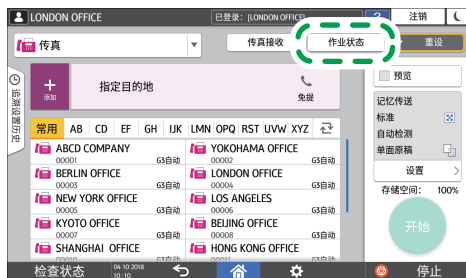 LONDON OFFICE
已登录: [LONDON OFFICE]
?
注销
传真
传真接收
作业状态
重设
追溯设置历史
+
添加
指定目的地
免提
预览
记忆传送
标准
自动检测
单面原稿
设置
存储空间: 100%
开始
常用 AB CD EF GH IJK LMN OPQ RST UVW XYZ
ABCD COMPANY
00001 G3自动
YOKOHAMA OFFICE
00002 G3自动
BERLIN OFFICE
00003 G3自动
LONDON OFFICE
00004 G3自动
NEW YORK OFFICE
00005 G3自动
LOS ANGELES
00006 G3自动
KYOTO OFFICE
00007 G3自动
BEIJING OFFICE
00008 G3自动
SHANGHAI OFFICE
HONG KONG OFFICE
检查状态
04 10 2018
10:10
停止